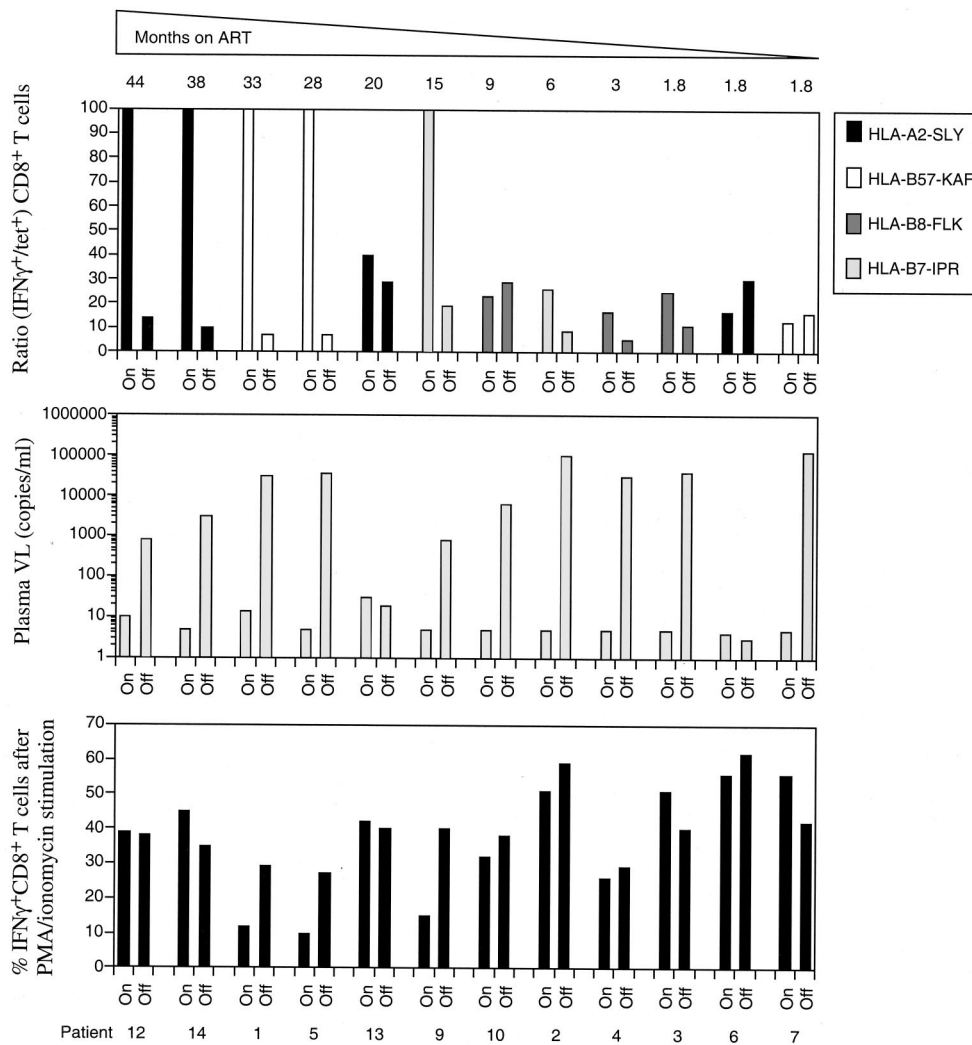 Months on ART
44 38 33 28 20 15 9 6 3 1.8 1.8 1.8
Ratio (IFNγ⁺/tet⁺) CD8⁺ T cells
100
90
80
70
60
50
40
30
20
10
0
On Off On Off On Off On Off On Off On Off On Off On Off On Off On Off On Off On Off
HLA-A2-SLY
HLA-B57-KAF
HLA-B8-FLK
HLA-B7-IPR
Plasma VL (copies/ml)
1000000
100000
10000
1000
100
10
1
On Off On Off On Off On Off On Off On Off On Off On Off On Off On Off On Off On Off
% IFNγ⁺CD8⁺ T cells after
PMA/ionomycin stimulation
70
60
50
40
30
20
10
0
On Off On Off On Off On Off On Off On Off On Off On Off On Off On Off On Off On Off
Patient 12 14 1 5 13 9 10 2 4 3 6 7